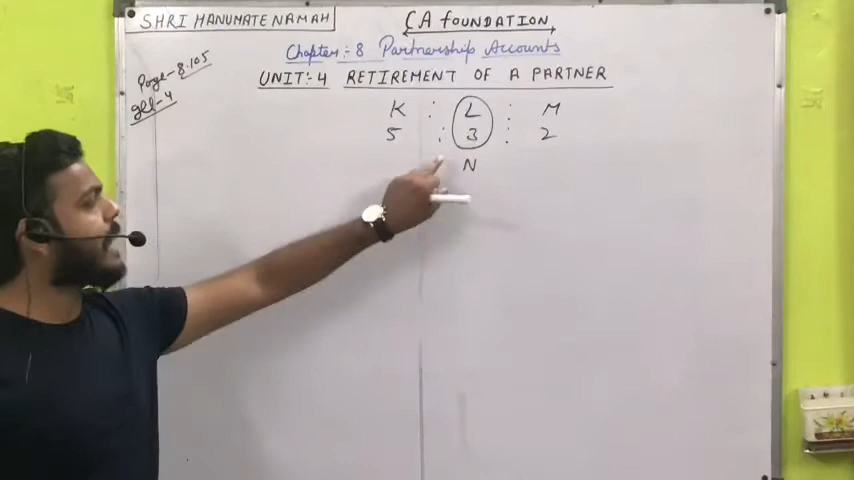 SHRI HANUMATE NAMAH
CA FOUNDATION
Chapter :- 8 Partnership Accounts
Page - 8.105
UNIT:- 4 RETIREMENT OF A PARTNER
K : L : M
5 : 3 : 2
N